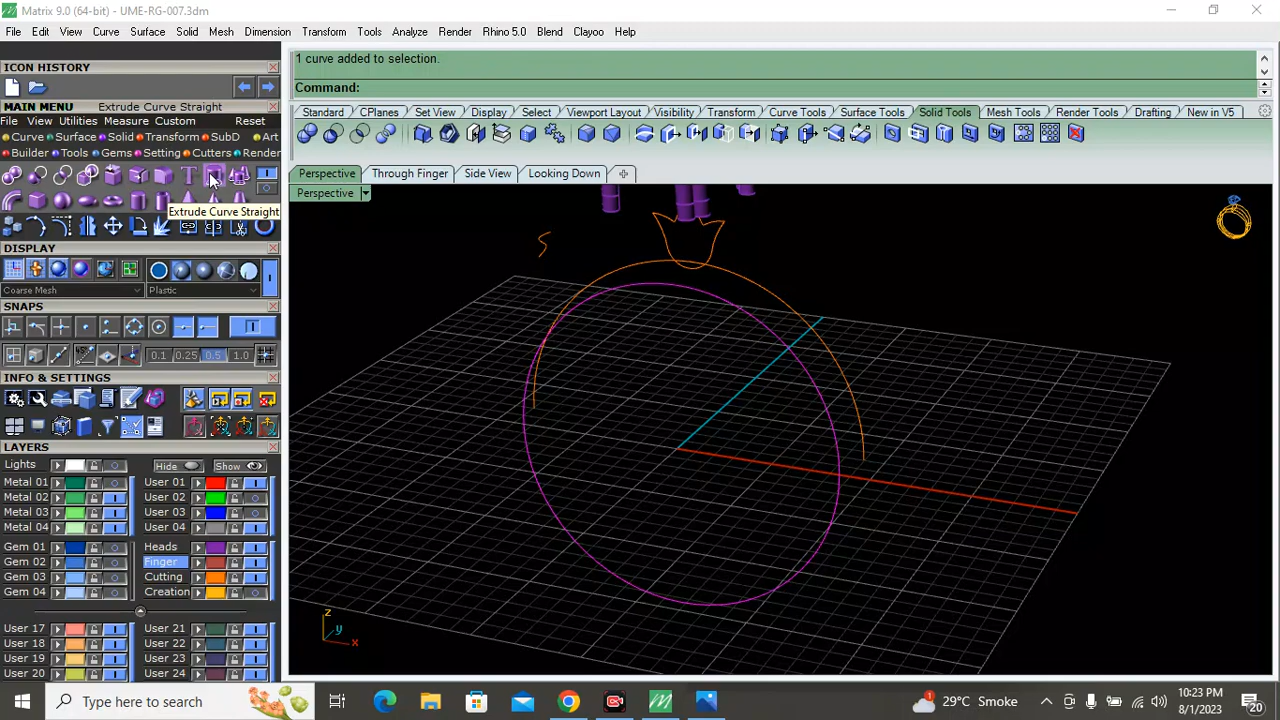 Matrix 9.0 (64-bit) - UME-RG-007.3dm
File Edit View Curve Surface Solid Mesh Dimension Transform Tools Analyze Render Rhino 5.0 Blend Clayoo Help
ICON HISTORY
MAIN MENU Extrude Curve Straight
File View Utilities Measure Custom Reset
Curve Surface Solid Transform SubD Art
Builder Tools Gems Setting Cutters Render
T
Extrude Curve Straight
DISPLAY
Coarse Mesh Plastic
SNAPS
0.1 0.25 0.5 1.0
INFO & SETTINGS
LAYERS
Lights Hide Show
Metal 01 User 01
Metal 02 User 02
Metal 03 User 03
Metal 04 User 04
Gem 01 Heads
Gem 02 Finger
Gem 03 Cutting
Gem 04 Creation
User 17 User 21
User 18 User 22
User 19 User 23
User 20 User 24
1 curve added to selection.
Command:
Standard CPlanes Set View Display Select Viewport Layout Visibility Transform Curve Tools Surface Tools Solid Tools Mesh Tools Render Tools Drafting New in V5
Perspective Through Finger Side View Looking Down
Perspective
z
y
x
Type here to search
1
29°C Smoke
10:23 PM
8/1/2023
20